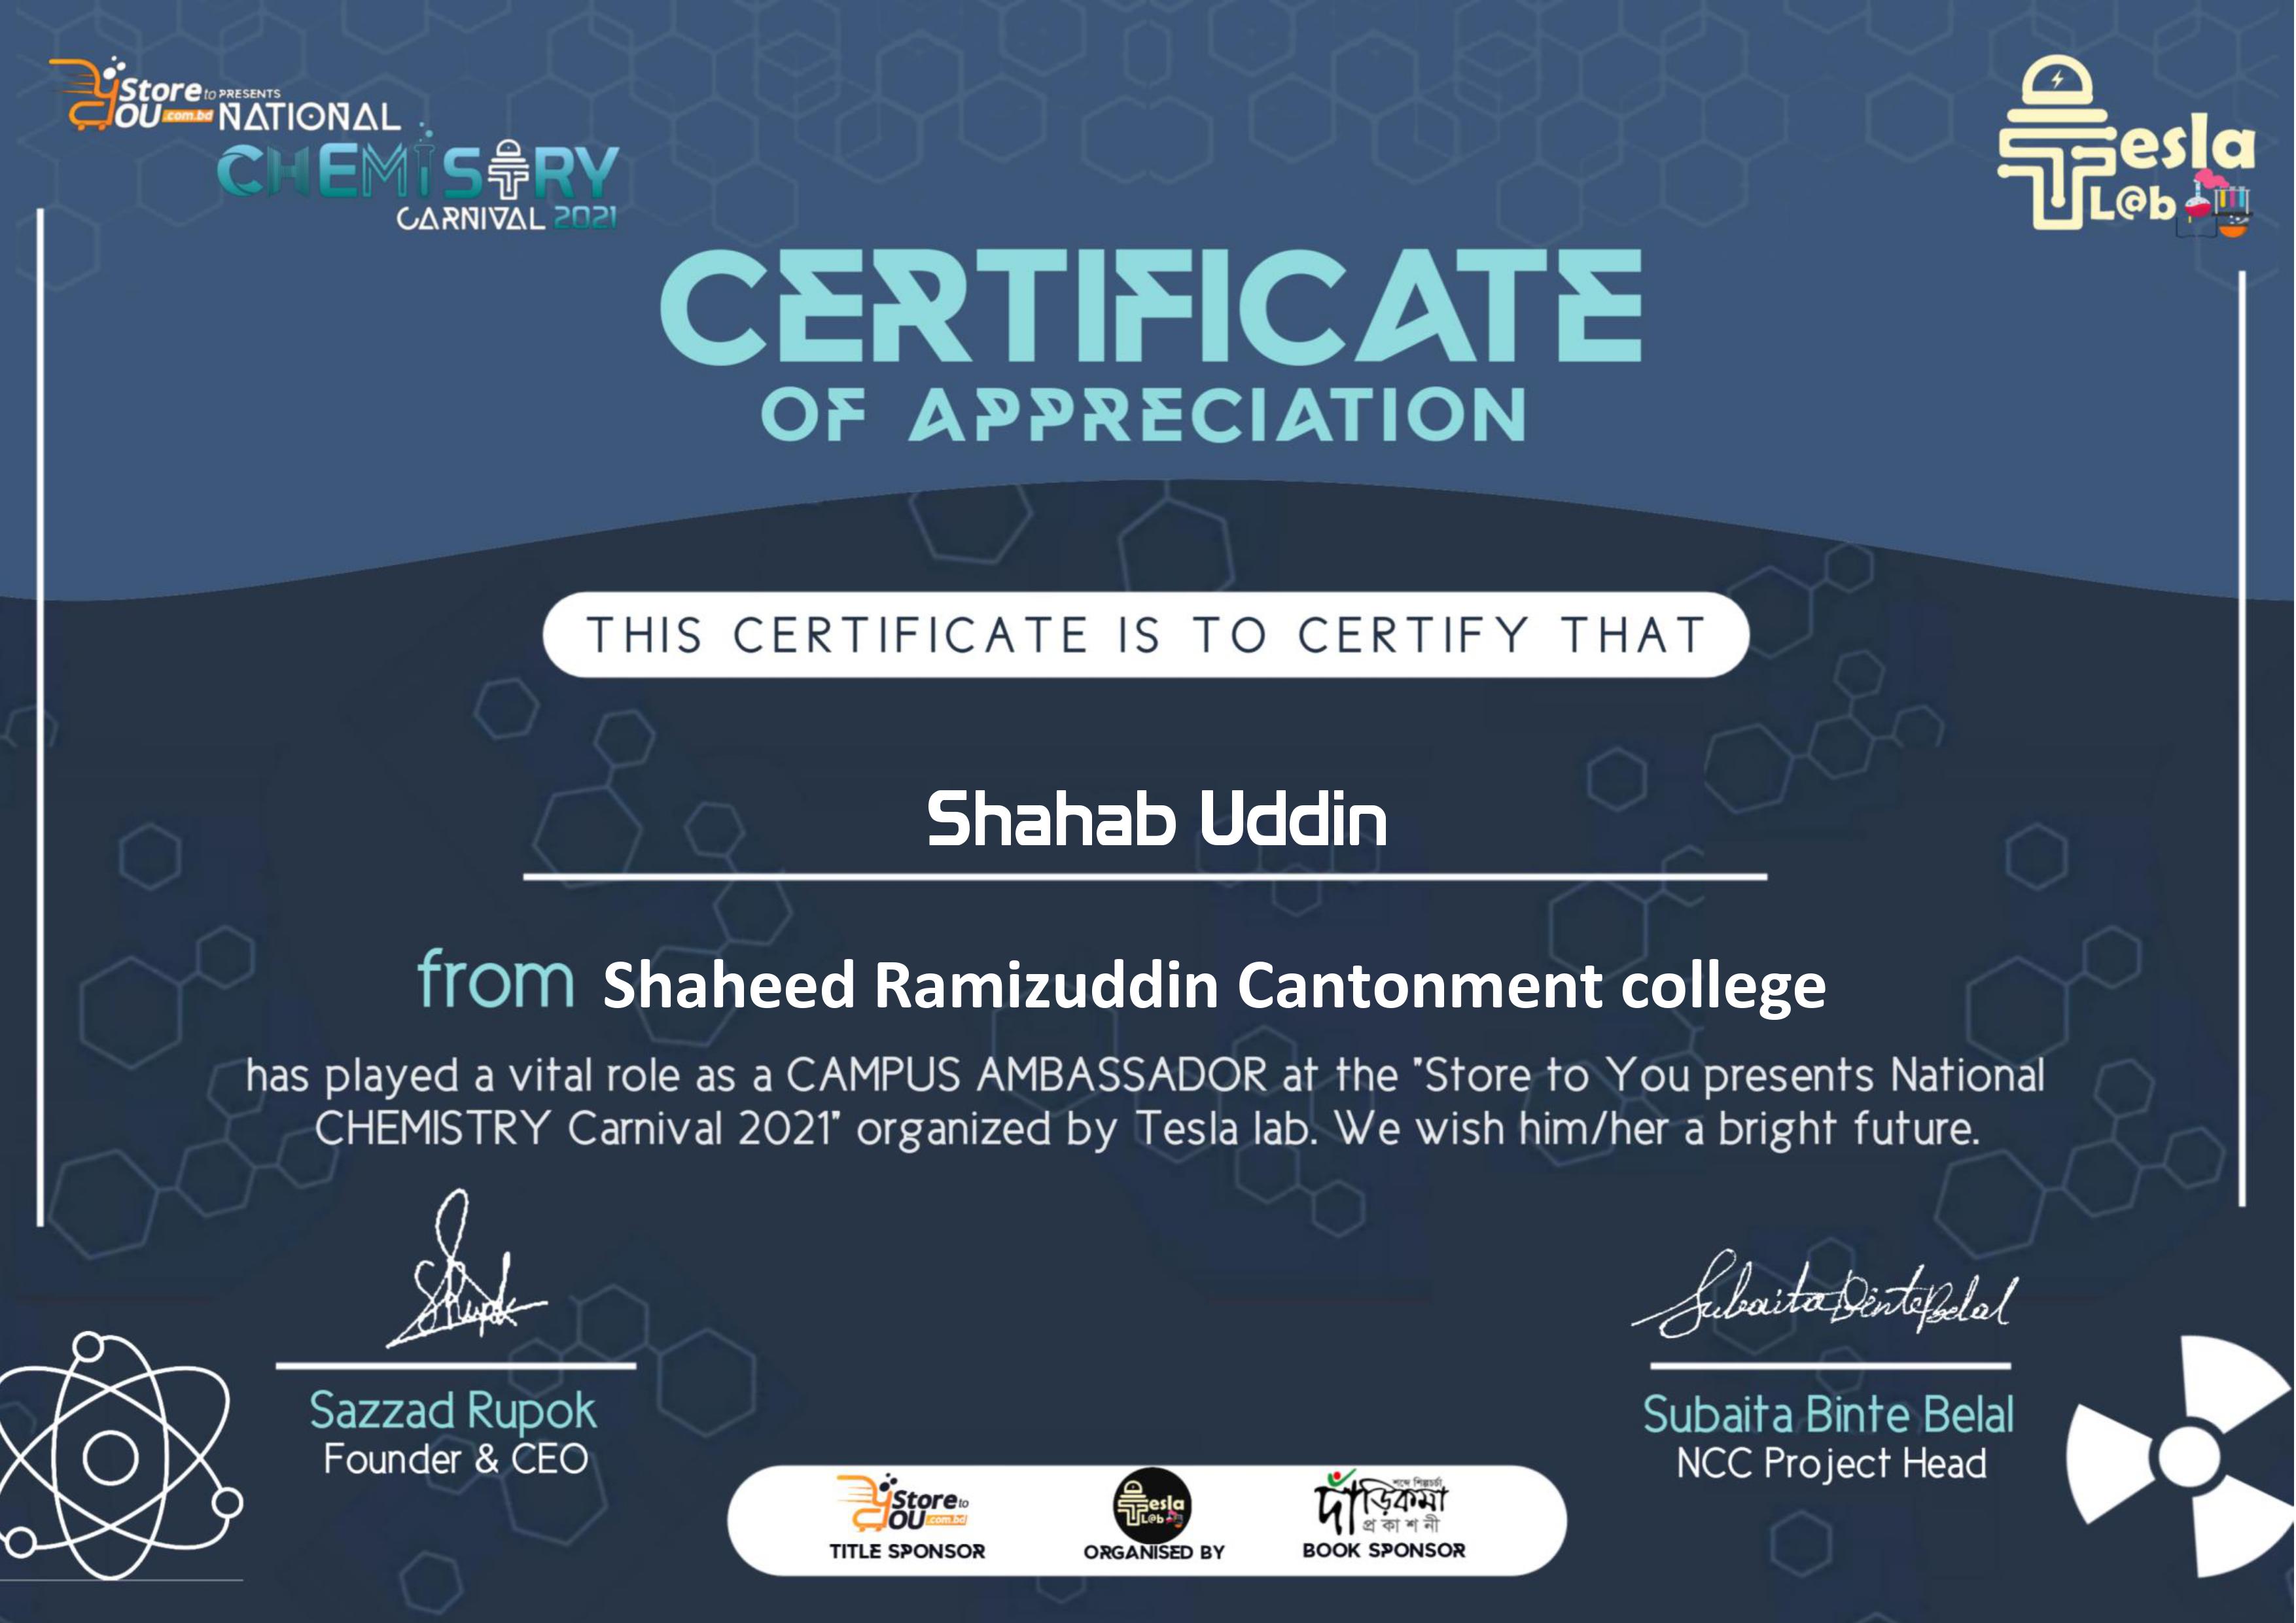 Store to PRESENTS
YOU .com.bd NATIONAL
CHEMISTRY
CARNIVAL 2021
Tesla
L@b
CERTIFICATE
OF APPRECIATION
THIS CERTIFICATE IS TO CERTIFY THAT
Shahab Uddin
from Shaheed Ramizuddin Cantonment college
has played a vital role as a CAMPUS AMBASSADOR at the "Store to You presents National
CHEMISTRY Carnival 2021" organized by Tesla lab. We wish him/her a bright future.
Subaita Binte Belal
Sazzad Rupok
Founder & CEO
Subaita Binte Belal
NCC Project Head
Store to
YOU .com.bd
TITLE SPONSOR
Tesla
L@b
ORGANISED BY
শব্দে শিল্পচর্চা
দাঁড়িকমা
প্রকাশনী
BOOK SPONSOR